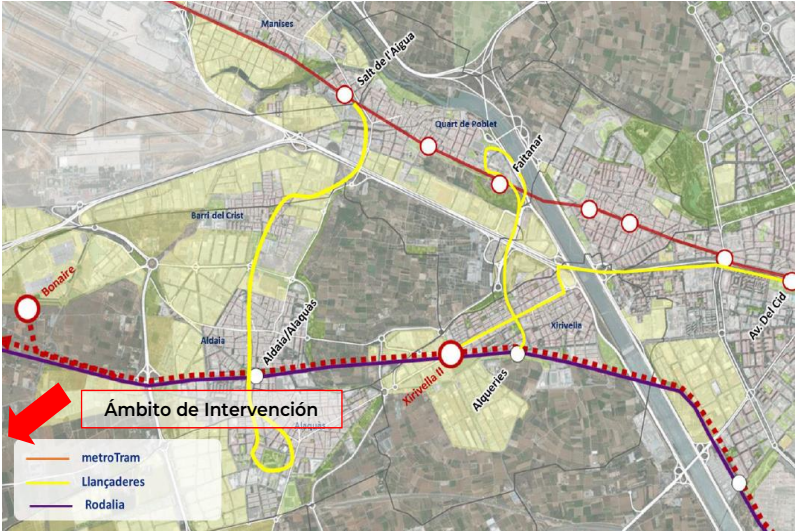 Manises
Salt de l'Aigua
Quart de Poblet
Faitanar
Barri del Crist
Bonaire
Aldaia
Aldaia/Alaquàs
Xirivella
Av. Del Cid
Xirivella II
Alqueries
Ámbito de Intervención
Alaquàs
metroTram
Llançaderes
Rodalia